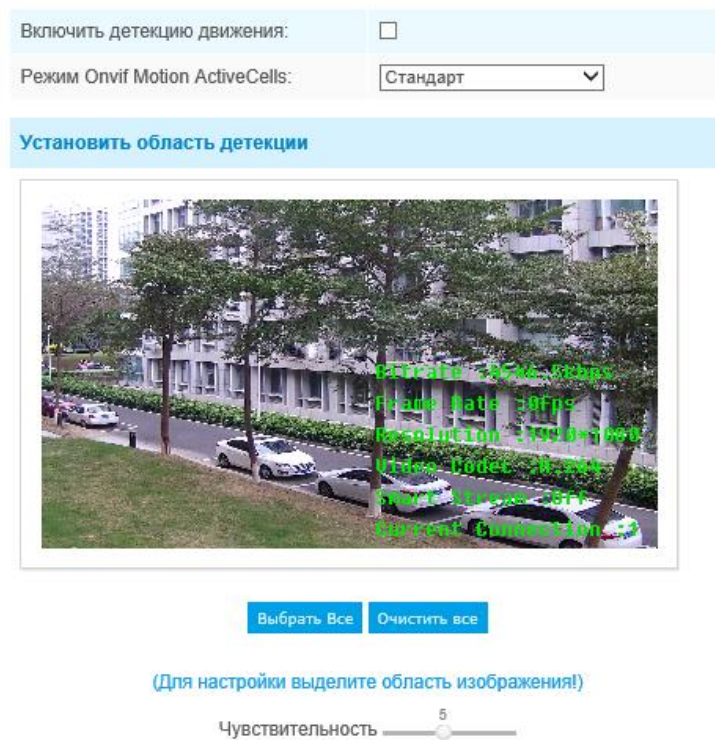 Включить детекцию движения:
Режим Onvif Motion ActiveCells: Стандарт
Установить область детекции
Bitrate :4546.5kbps
Frame Rate :0fps
Resolution :1920*1080
Video Codec :H.264
Smart Stream :Off
Current Connection :1
Выбрать Все Очистить все
(Для настройки выделите область изображения!)
5
Чувствительность